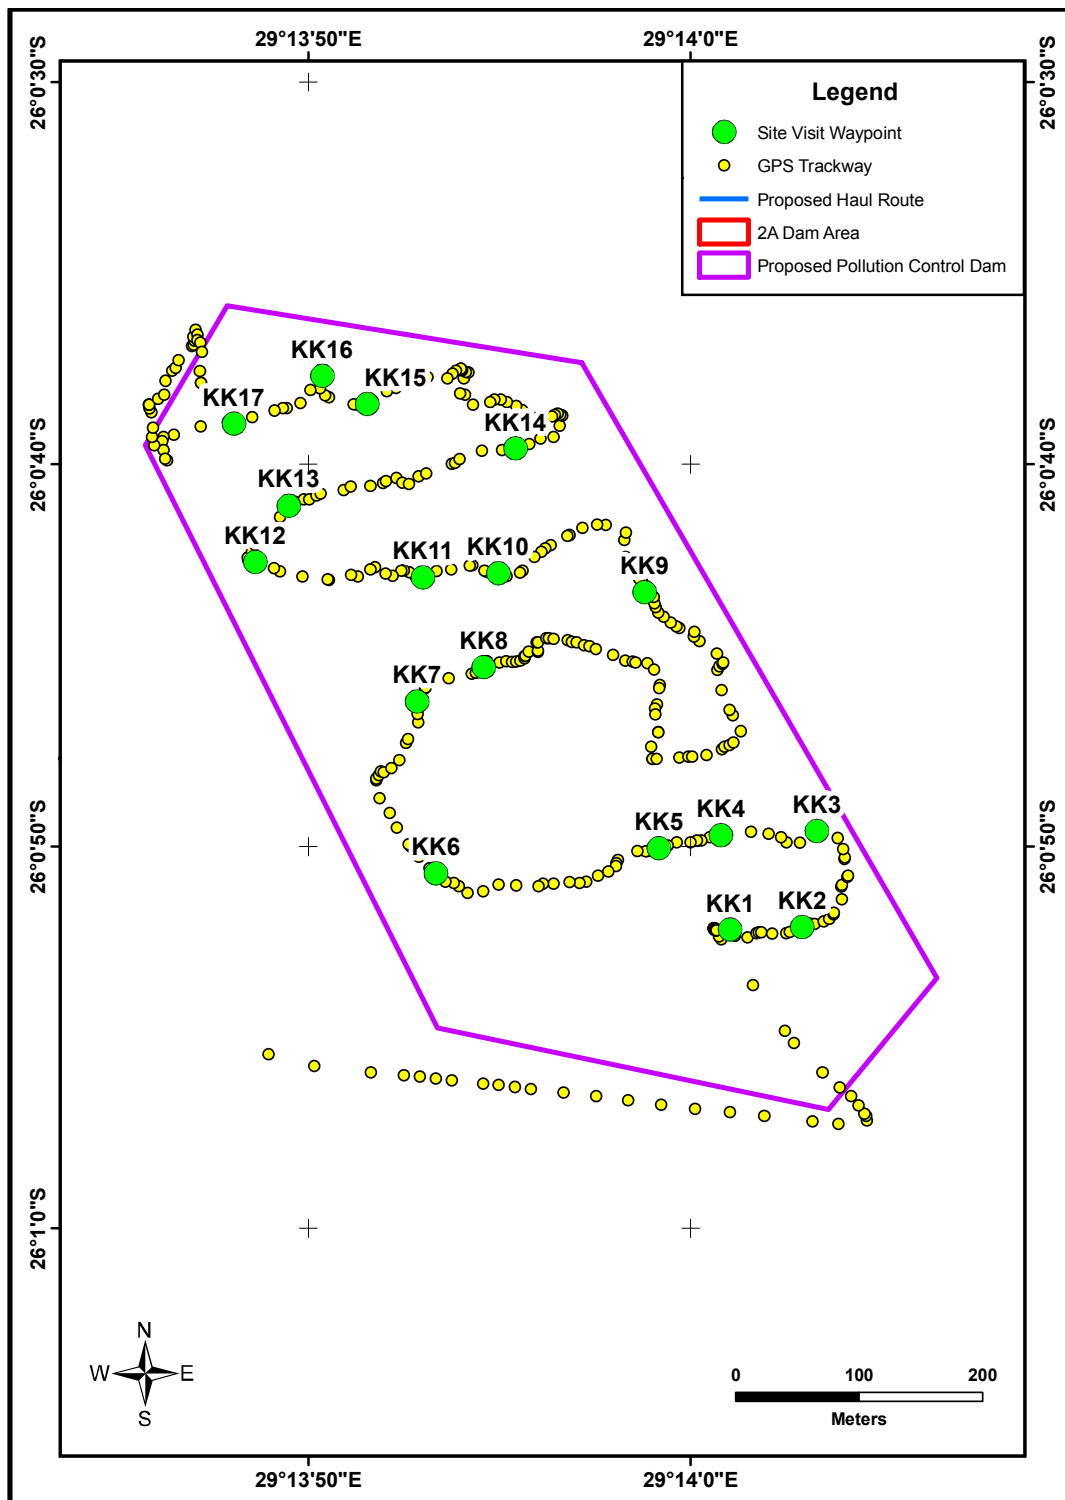 29°13'50"E
29°14'0"E
26°0'30"S
26°0'30"S
Legend
Site Visit Waypoint
GPS Trackway
Proposed Haul Route
2A Dam Area
Proposed Pollution Control Dam
KK16
KK15
KK17
KK14
26°0'40"S
26°0'40"S
KK13
KK12
KK11
KK10
KK9
KK8
KK7
KK3
KK4
KK5
26°0'50"S
26°0'50"S
KK6
KK1
KK2
26°1'0"S
26°1'0"S
N
W
E
S
0
100
200
Meters
29°13'50"E
29°14'0"E